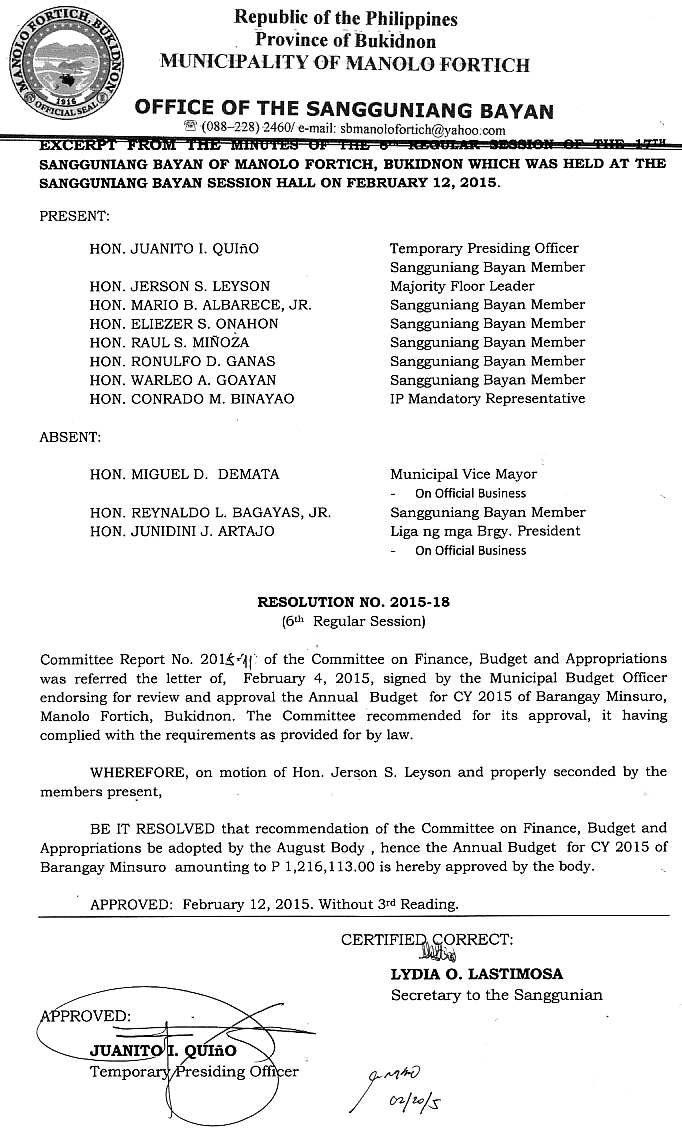 Republic of the Philippines
Province of Bukidnon
MUNICIPALITY OF MANOLO FORTICH
MANOLO FORTICH, BUKIDNON
1916
OFFICIAL SEAL
OFFICE OF THE SANGGUNIANG BAYAN
☏ (088–228) 2460/ e-mail: sbmanolofortich@yahoo.com
EXCERPT FROM THE MINUTES OF THE 6th REGULAR SESSION OF THE 17TH
SANGGUNIANG BAYAN OF MANOLO FORTICH, BUKIDNON WHICH WAS HELD AT THE
SANGGUNIANG BAYAN SESSION HALL ON FEBRUARY 12, 2015.
PRESENT:
HON. JUANITO I. QUIñO Temporary Presiding Officer
Sangguniang Bayan Member
HON. JERSON S. LEYSON Majority Floor Leader
HON. MARIO B. ALBARECE, JR. Sangguniang Bayan Member
HON. ELIEZER S. ONAHON Sangguniang Bayan Member
HON. RAUL S. MIÑOZA Sangguniang Bayan Member
HON. RONULFO D. GANAS Sangguniang Bayan Member
HON. WARLEO A. GOAYAN Sangguniang Bayan Member
HON. CONRADO M. BINAYAO IP Mandatory Representative
ABSENT:
HON. MIGUEL D. DEMATA Municipal Vice Mayor
- On Official Business
HON. REYNALDO L. BAGAYAS, JR. Sangguniang Bayan Member
HON. JUNIDINI J. ARTAJO Liga ng mga Brgy. President
- On Official Business
RESOLUTION NO. 2015-18
(6th Regular Session)
Committee Report No. of the Committee on Finance, Budget and Appropriations
was referred the letter of, February 4, 2015, signed by the Municipal Budget Officer
endorsing for review and approval the Annual Budget for CY 2015 of Barangay Minsuro,
Manolo Fortich, Bukidnon. The Committee recommended for its approval, it having
complied with the requirements as provided for by law.
WHEREFORE, on motion of Hon. Jerson S. Leyson and properly seconded by the
members present,
BE IT RESOLVED that recommendation of the Committee on Finance, Budget and
Appropriations be adopted by the August Body , hence the Annual Budget for CY 2015 of
Barangay Minsuro amounting to P 1,216,113.00 is hereby approved by the body.
APPROVED: February 12, 2015. Without 3rd Reading.
CERTIFIED CORRECT:
LYDIA O. LASTIMOSA
Secretary to the Sanggunian
APPROVED:
JUANITO I. QUIñO
Temporary Presiding Officer
02/20/5